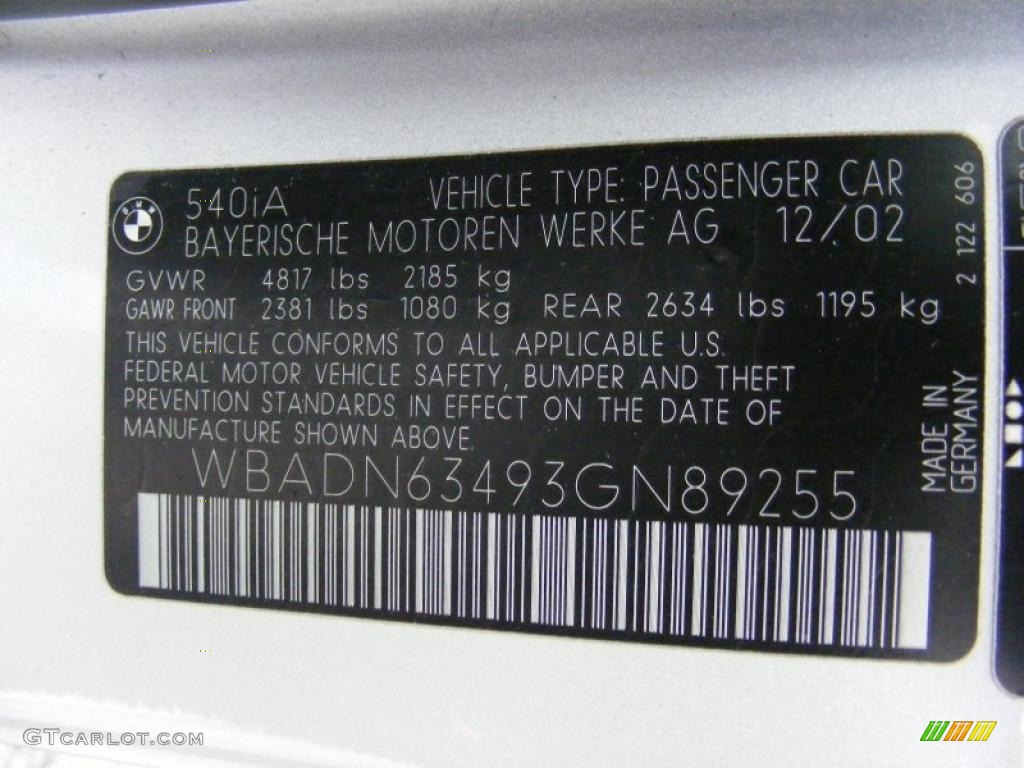 540iA VEHICLE TYPE: PASSENGER CAR
BAYERISCHE MOTOREN WERKE AG 12/02
GVWR 4817 lbs 2185 kg
GAWR FRONT 2381 lbs 1080 kg REAR 2634 lbs 1195 kg
THIS VEHICLE CONFORMS TO ALL APPLICABLE U.S.
FEDERAL MOTOR VEHICLE SAFETY, BUMPER AND THEFT
PREVENTION STANDARDS IN EFFECT ON THE DATE OF
MANUFACTURE SHOWN ABOVE.
WBADN63493GN89255
MADE IN
GERMANY
2 122 606
BMW
GTCARLOT.COM